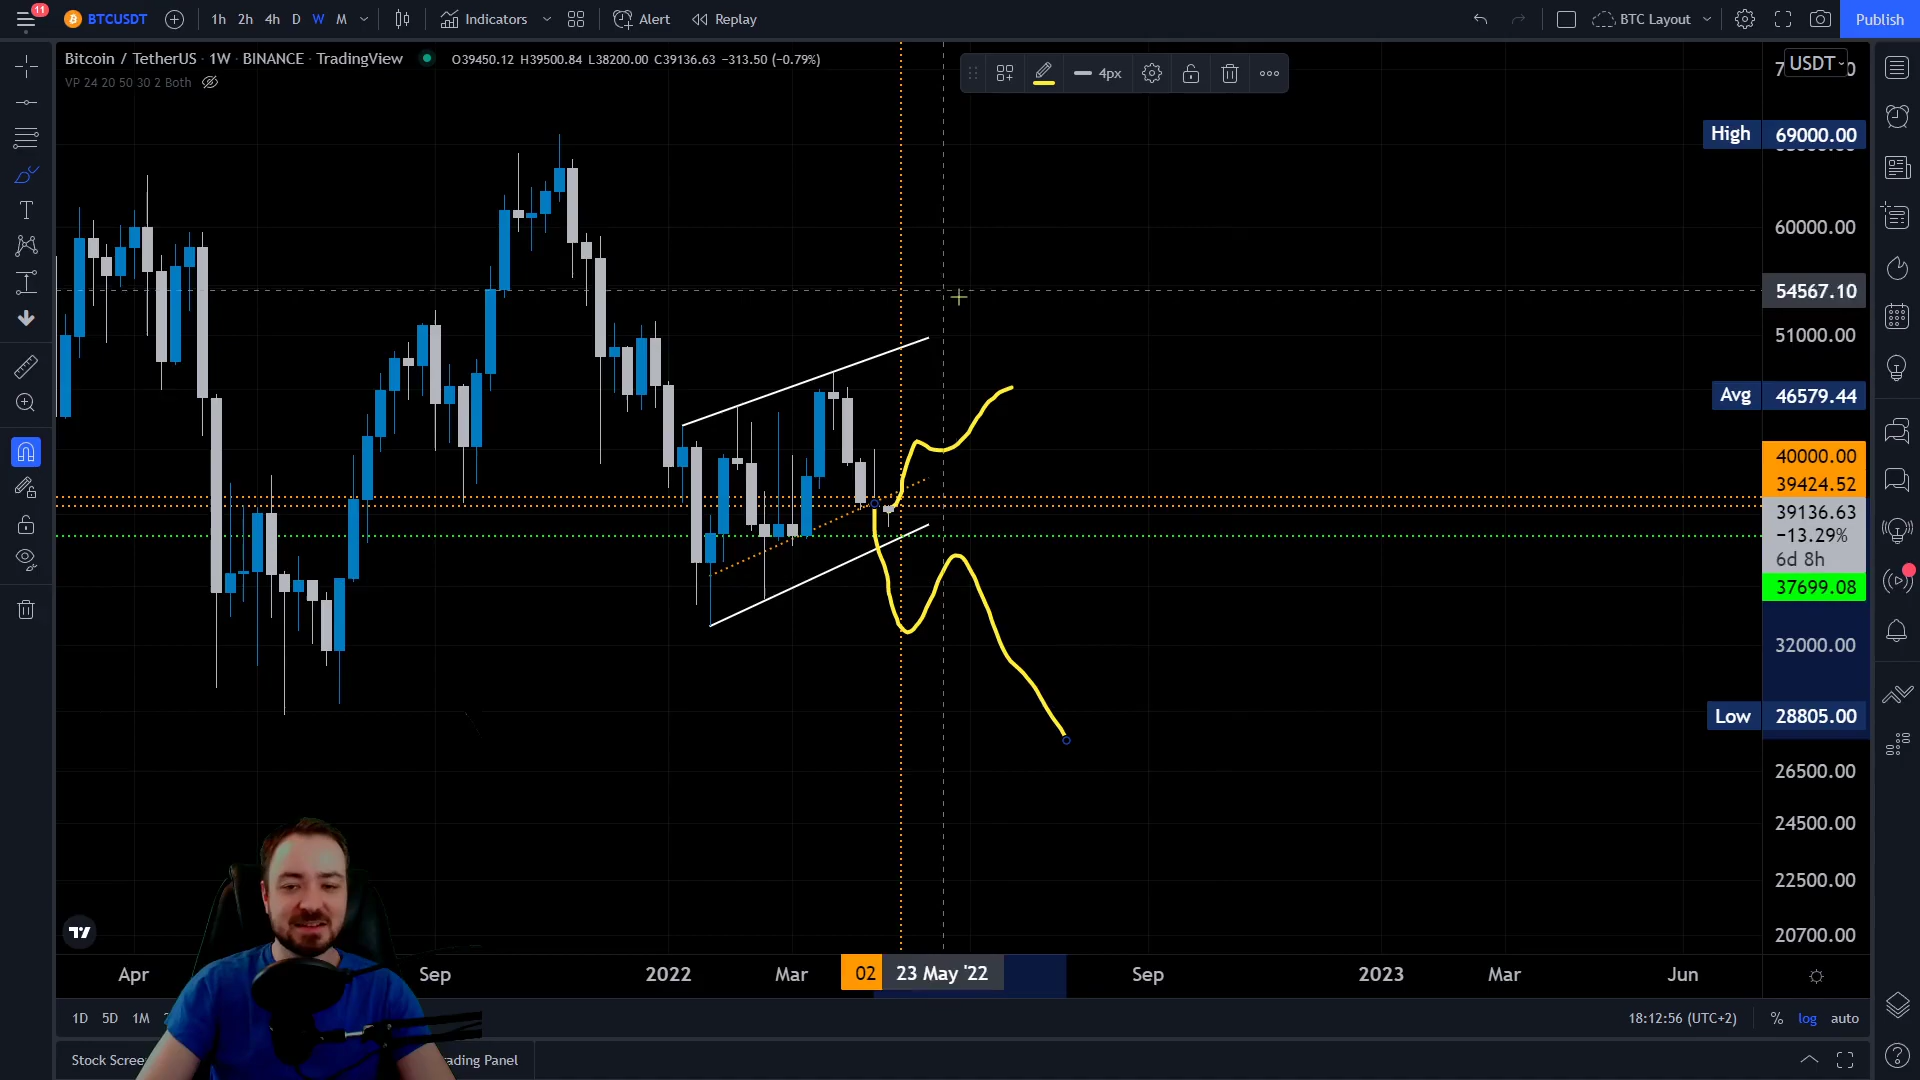 11
BTCUSDT 1h 2h 4h D W M Indicators Alert Replay BTC Layout Publish
Bitcoin / TetherUS · 1W · BINANCE · TradingView O39450.12 H39500.84 L38200.00 C39136.63 −313.50 (−0.79%)
VP 24 20 50 30 2 Both
4px
USDT
High 69000.00
60000.00
54567.10
51000.00
Avg 46579.44
40000.00
39424.52
39136.63
−13.29%
6d 8h
37699.08
32000.00
Low 28805.00
26500.00
24500.00
22500.00
20700.00
Apr Sep 2022 Mar 02 23 May '22 Sep 2023 Mar Jun
1D 5D 1M 18:12:56 (UTC+2) % log auto
Stock Scree ading Panel